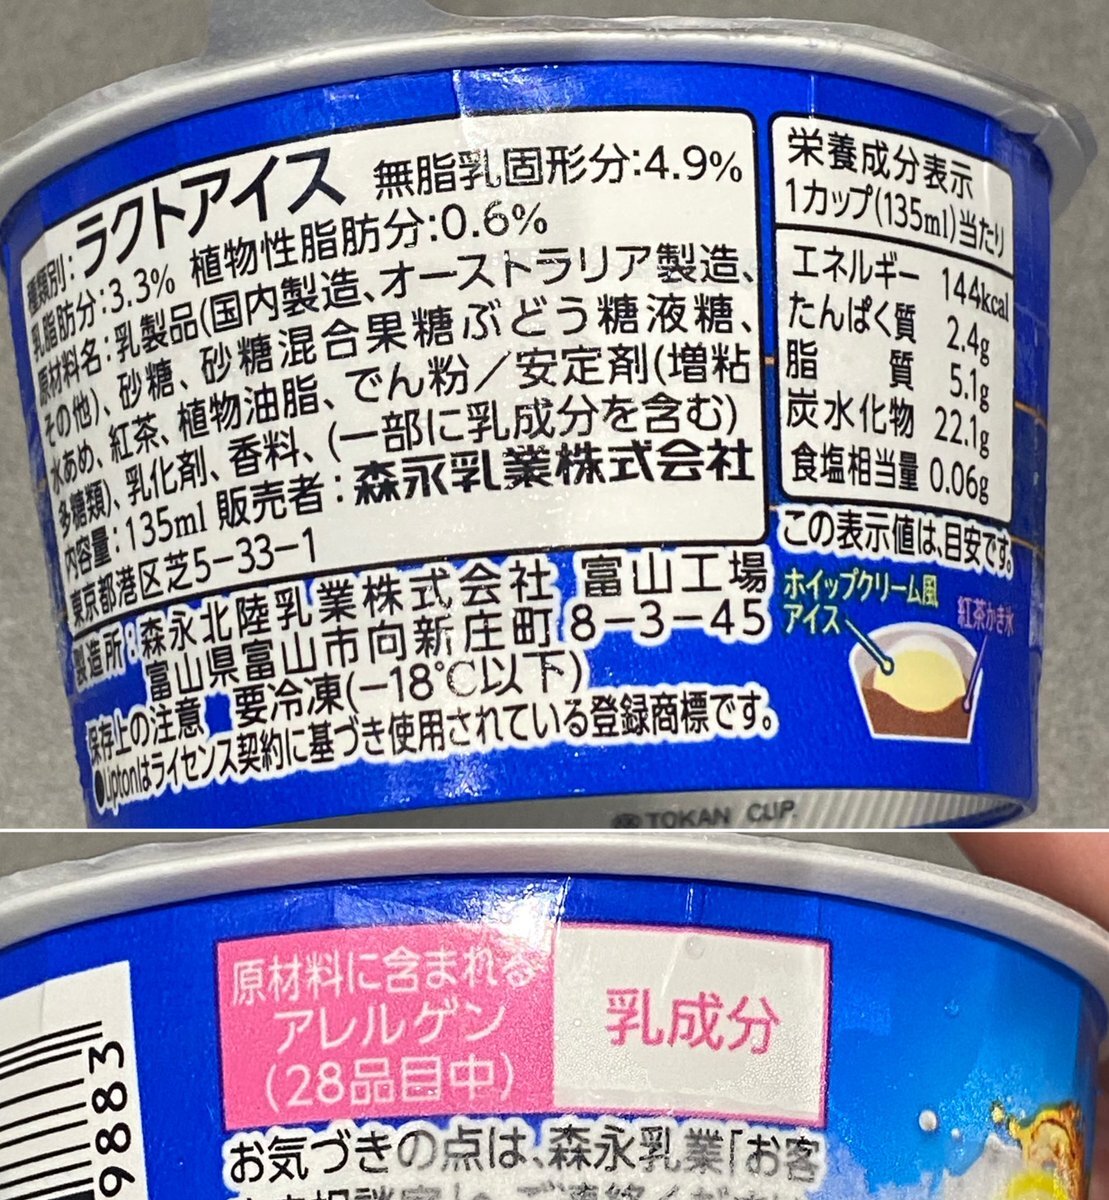 種類別:ラクトアイス 無脂乳固形分:4.9%
乳脂肪分:3.3% 植物性脂肪分:0.6%
原材料名:乳製品(国内製造、オーストラリア製造、
その他)、砂糖、砂糖混合果糖ぶどう糖液糖、
水あめ、紅茶、植物油脂、でん粉/安定剤(増粘
多糖類)、乳化剤、香料、(一部に乳成分を含む)
内容量:135ml 販売者:森永乳業株式会社
東京都港区芝5-33-1
製造所:森永北陸乳業株式会社 富山工場
富山県富山市向新庄町8-3-45
保存上の注意 要冷凍(-18℃以下)
●Liptonはライセンス契約に基づき使用されている登録商標です。
栄養成分表示
1カップ(135ml)当たり
エネルギー 144kcal
たんぱく質 2.4g
脂質 5.1g
炭水化物 22.1g
食塩相当量 0.06g
この表示値は、目安です。
ホイップクリーム風
アイス
紅茶かき氷
TOKAN CUP.
原材料に含まれる
アレルゲン
(28品目中)
乳成分
9883
お気づきの点は、森永乳業「お客